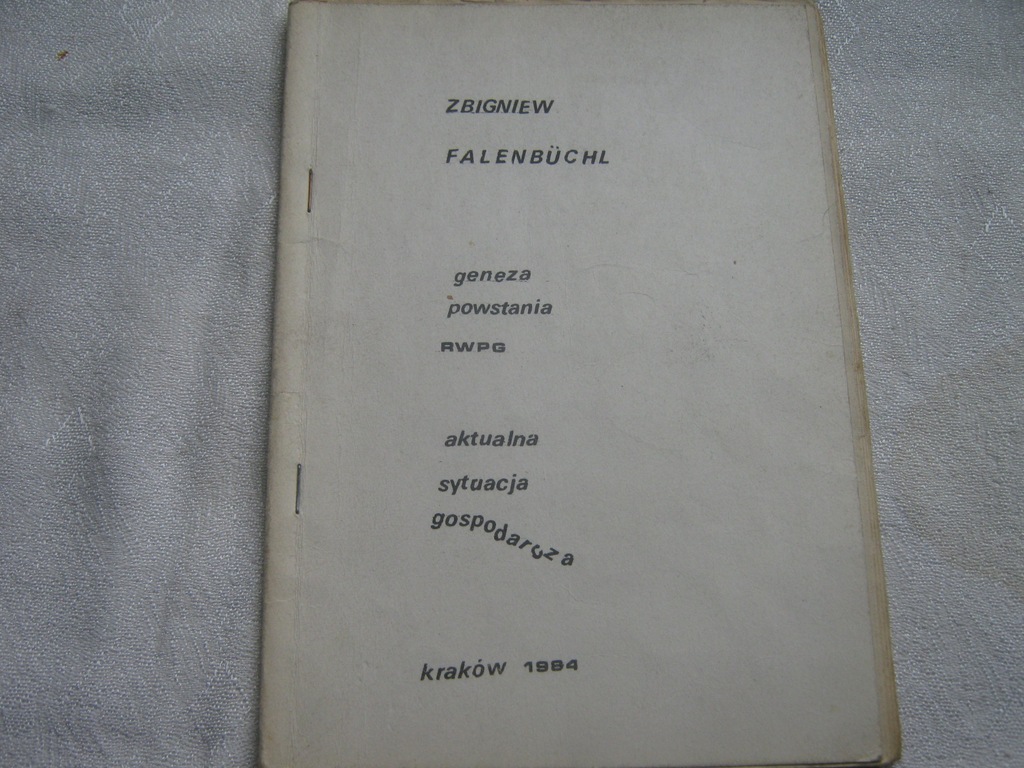 ZBIGNIEW
FALENBÜCHL
geneza
powstania
RWPG
aktualna
sytuacja
gospodarcza
kraków 1984